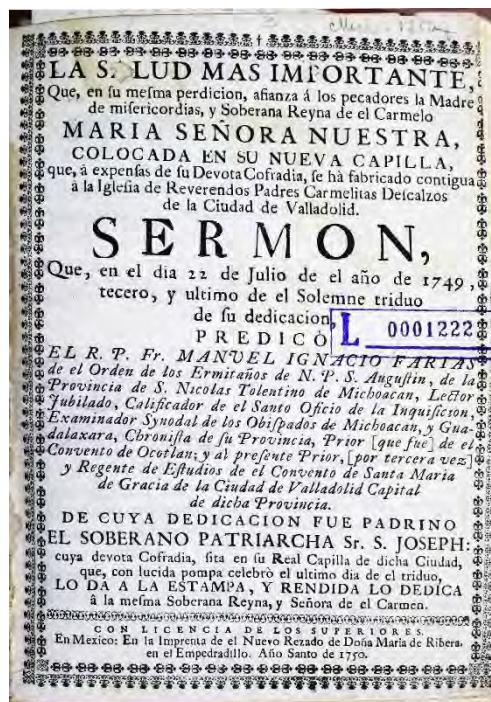 LA S LUD MAS IMPORTANTE,
Que, en ſu meſma perdicion, afianza á los pecadores la Madre
de miſericordias, y Soberana Reyna de el Carmelo
MARIA SEÑORA NUESTRA,
COLOCADA EN SU NUEVA CAPILLA,
que, à expenſas de ſu Devota Cofradia, ſe hà fabricado contigua
à la Igleſia de Reverendos Padres Carmelitas Deſcalzos
de la Ciudad de Valladolid.
SERMON,
Que, en el dia 22 de Julio de el año de 1749,
tecero, y ultimo de el Solemne triduo
de ſu dedicacion,
PREDICÒ
L 0001222
EL R. P. Fr. MANUEL IGNACIO FARIAS
de el Orden de los Ermitaños de N. P. S. Auguſtin, de la
Provincia de S. Nicolas Tolentino de Michoacan, Lector
Jubilado, Calificador de el Santo Oficio de la Inquiſicion,
Examinador Synodal de los Obiſpados de Michoacan, y Gua-
dalaxara, Chroniſta de ſu Provincia, Prior [que fuè] de el
Convento de Ocotlan; y al preſente Prior, [por tercera vez]
y Regente de Eſtudios de el Convento de Santa Maria
de Gracia de la Ciudad de Valladolid Capital
de dicha Provincia.
DE CUYA DEDICACION FUE PADRINO
EL SOBERANO PATRIARCHA Sr. S. JOSEPH:
cuya devota Cofradia, ſita en ſu Real Capilla de dicha Ciudad,
que, con lucida pompa celebrò el ultimo dia de el triduo,
LO DA A LA ESTAMPA, Y RENDIDA LO DEDICA
â la meſma Soberana Reyna, y Señora de el Carmen.
CON LICENCIA DE LOS SUPERIORES.
En Mexico: En la Imprenta de el Nuevo Rezado de Doña Maria de Ribera,
en el Empedradillo. Año Santo de 1750.